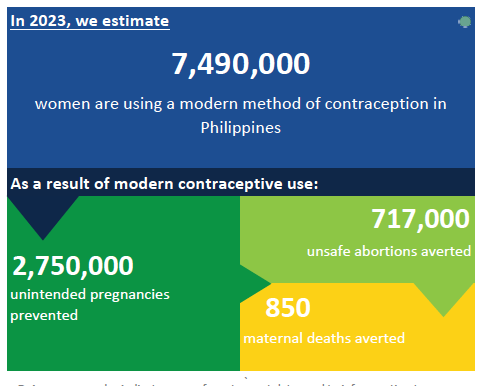 In 2023, we estimate
7,490,000
women are using a modern method of contraception in
Philippines
As a result of modern contraceptive use:
717,000
unsafe abortions averted
2,750,000
unintended pregnancies
prevented
850
maternal deaths averted